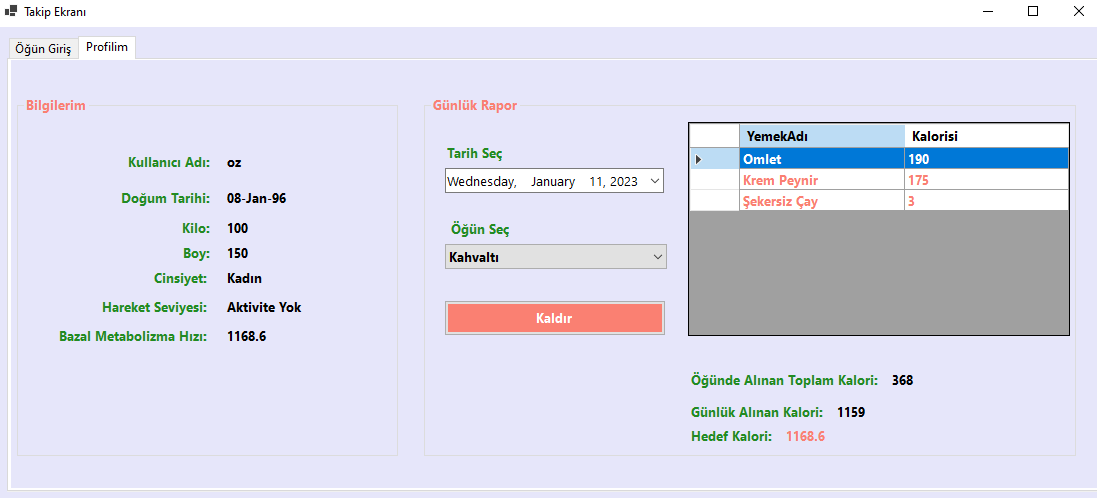 Takip Ekranı
Öğün Giriş
Profilim
Bilgilerim
Kullanıcı Adı: oz
Doğum Tarihi: 08-Jan-96
Kilo: 100
Boy: 150
Cinsiyet: Kadın
Hareket Seviyesi: Aktivite Yok
Bazal Metabolizma Hızı: 1168.6
Günlük Rapor
Tarih Seç
Wednesday, January 11, 2023
Öğün Seç
Kahvaltı
Kaldır
YemekAdı Kalorisi
Omlet 190
Krem Peynir 175
Şekersiz Çay 3
Öğünde Alınan Toplam Kalori: 368
Günlük Alınan Kalori: 1159
Hedef Kalori: 1168.6